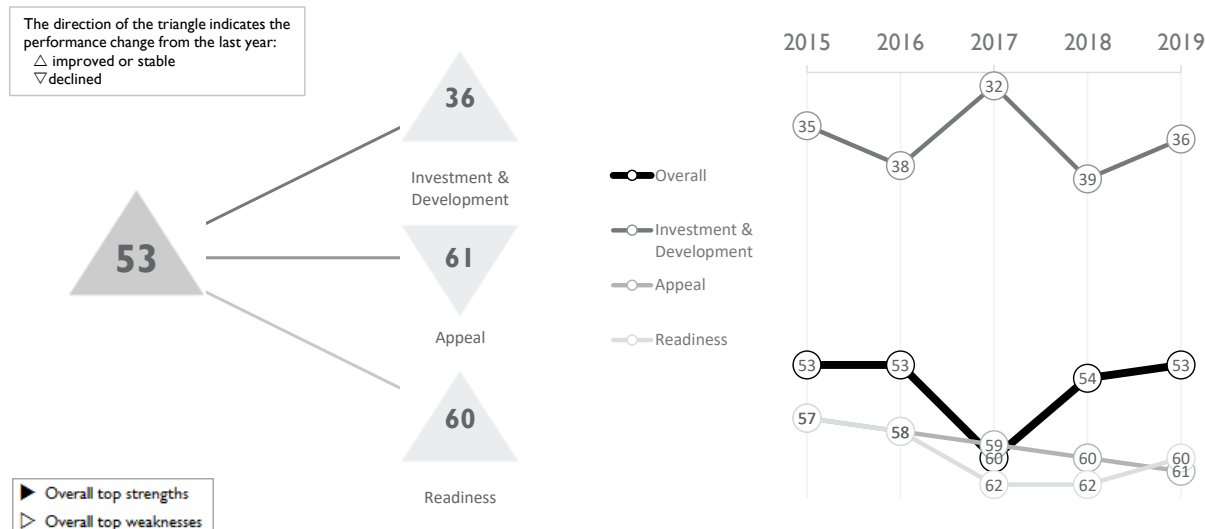 The direction of the triangle indicates the
performance change from the last year:
△ improved or stable
▽ declined
53
36
Investment &
Development
61
Appeal
60
Readiness
▶ Overall top strengths
▷ Overall top weaknesses
Overall
Investment &
Development
Appeal
Readiness
2015 2016 2017 2018 2019
35 38 32 39 36
53 53 60 54 53
57 58 59 60 61
62 62 60